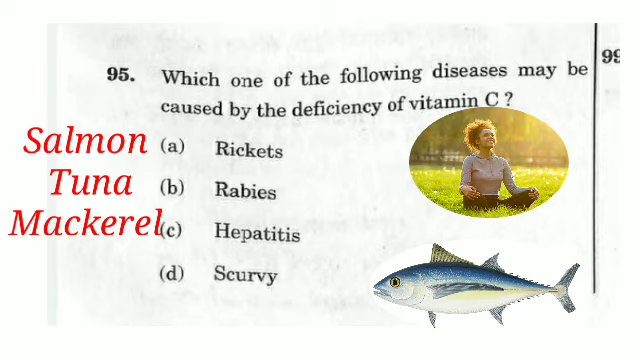 95. Which one of the following diseases may be
caused by the deficiency of vitamin C ?
(a) Rickets
(b) Rabies
(c) Hepatitis
(d) Scurvy
Salmon
Tuna
Mackerel
99